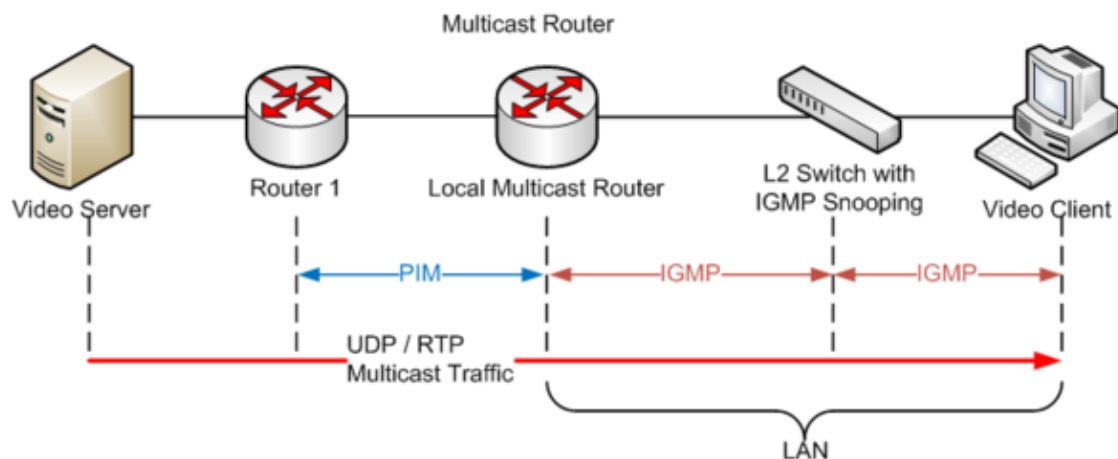 Multicast Router
Video Server
Router 1
Local Multicast Router
L2 Switch with
IGMP Snooping
Video Client
PIM
IGMP
IGMP
UDP / RTP
Multicast Traffic
LAN